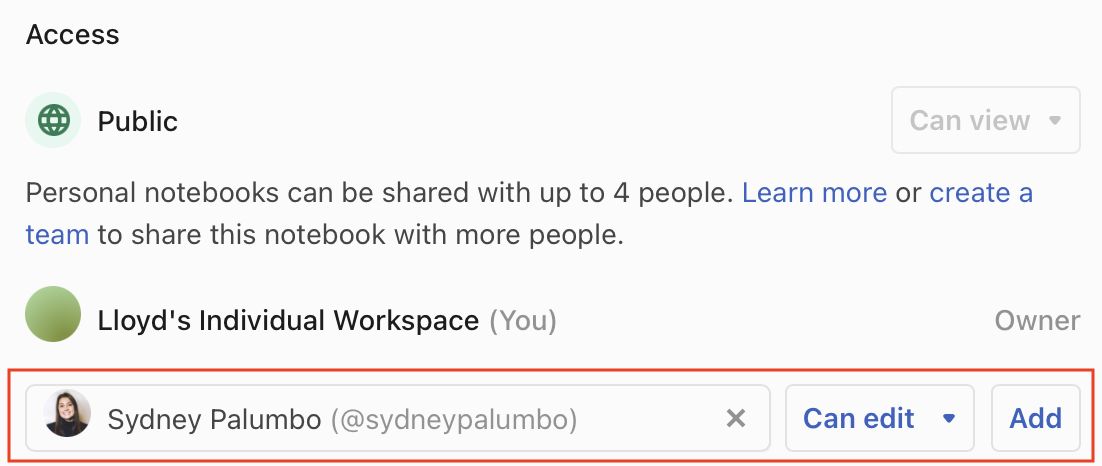 Access
Public
Can view
Personal notebooks can be shared with up to 4 people. Learn more or create a
team to share this notebook with more people.
Lloyd's Individual Workspace (You)
Owner
Sydney Palumbo (@sydneypalumbo)
Can edit
Add